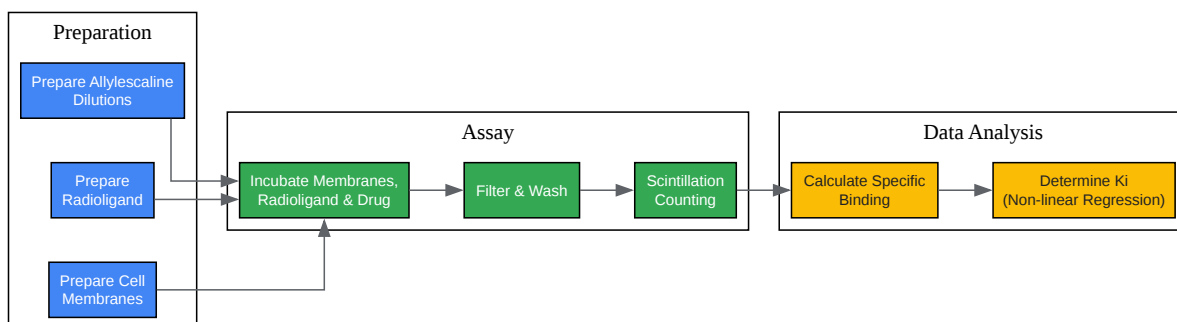 Preparation
Prepare Allylescaline
Dilutions
Prepare
Radioligand
Prepare Cell
Membranes
Assay
Incubate Membranes,
Radioligand & Drug
Filter & Wash
Scintillation
Counting
Data Analysis
Calculate Specific
Binding
Determine Ki
(Non-linear Regression)